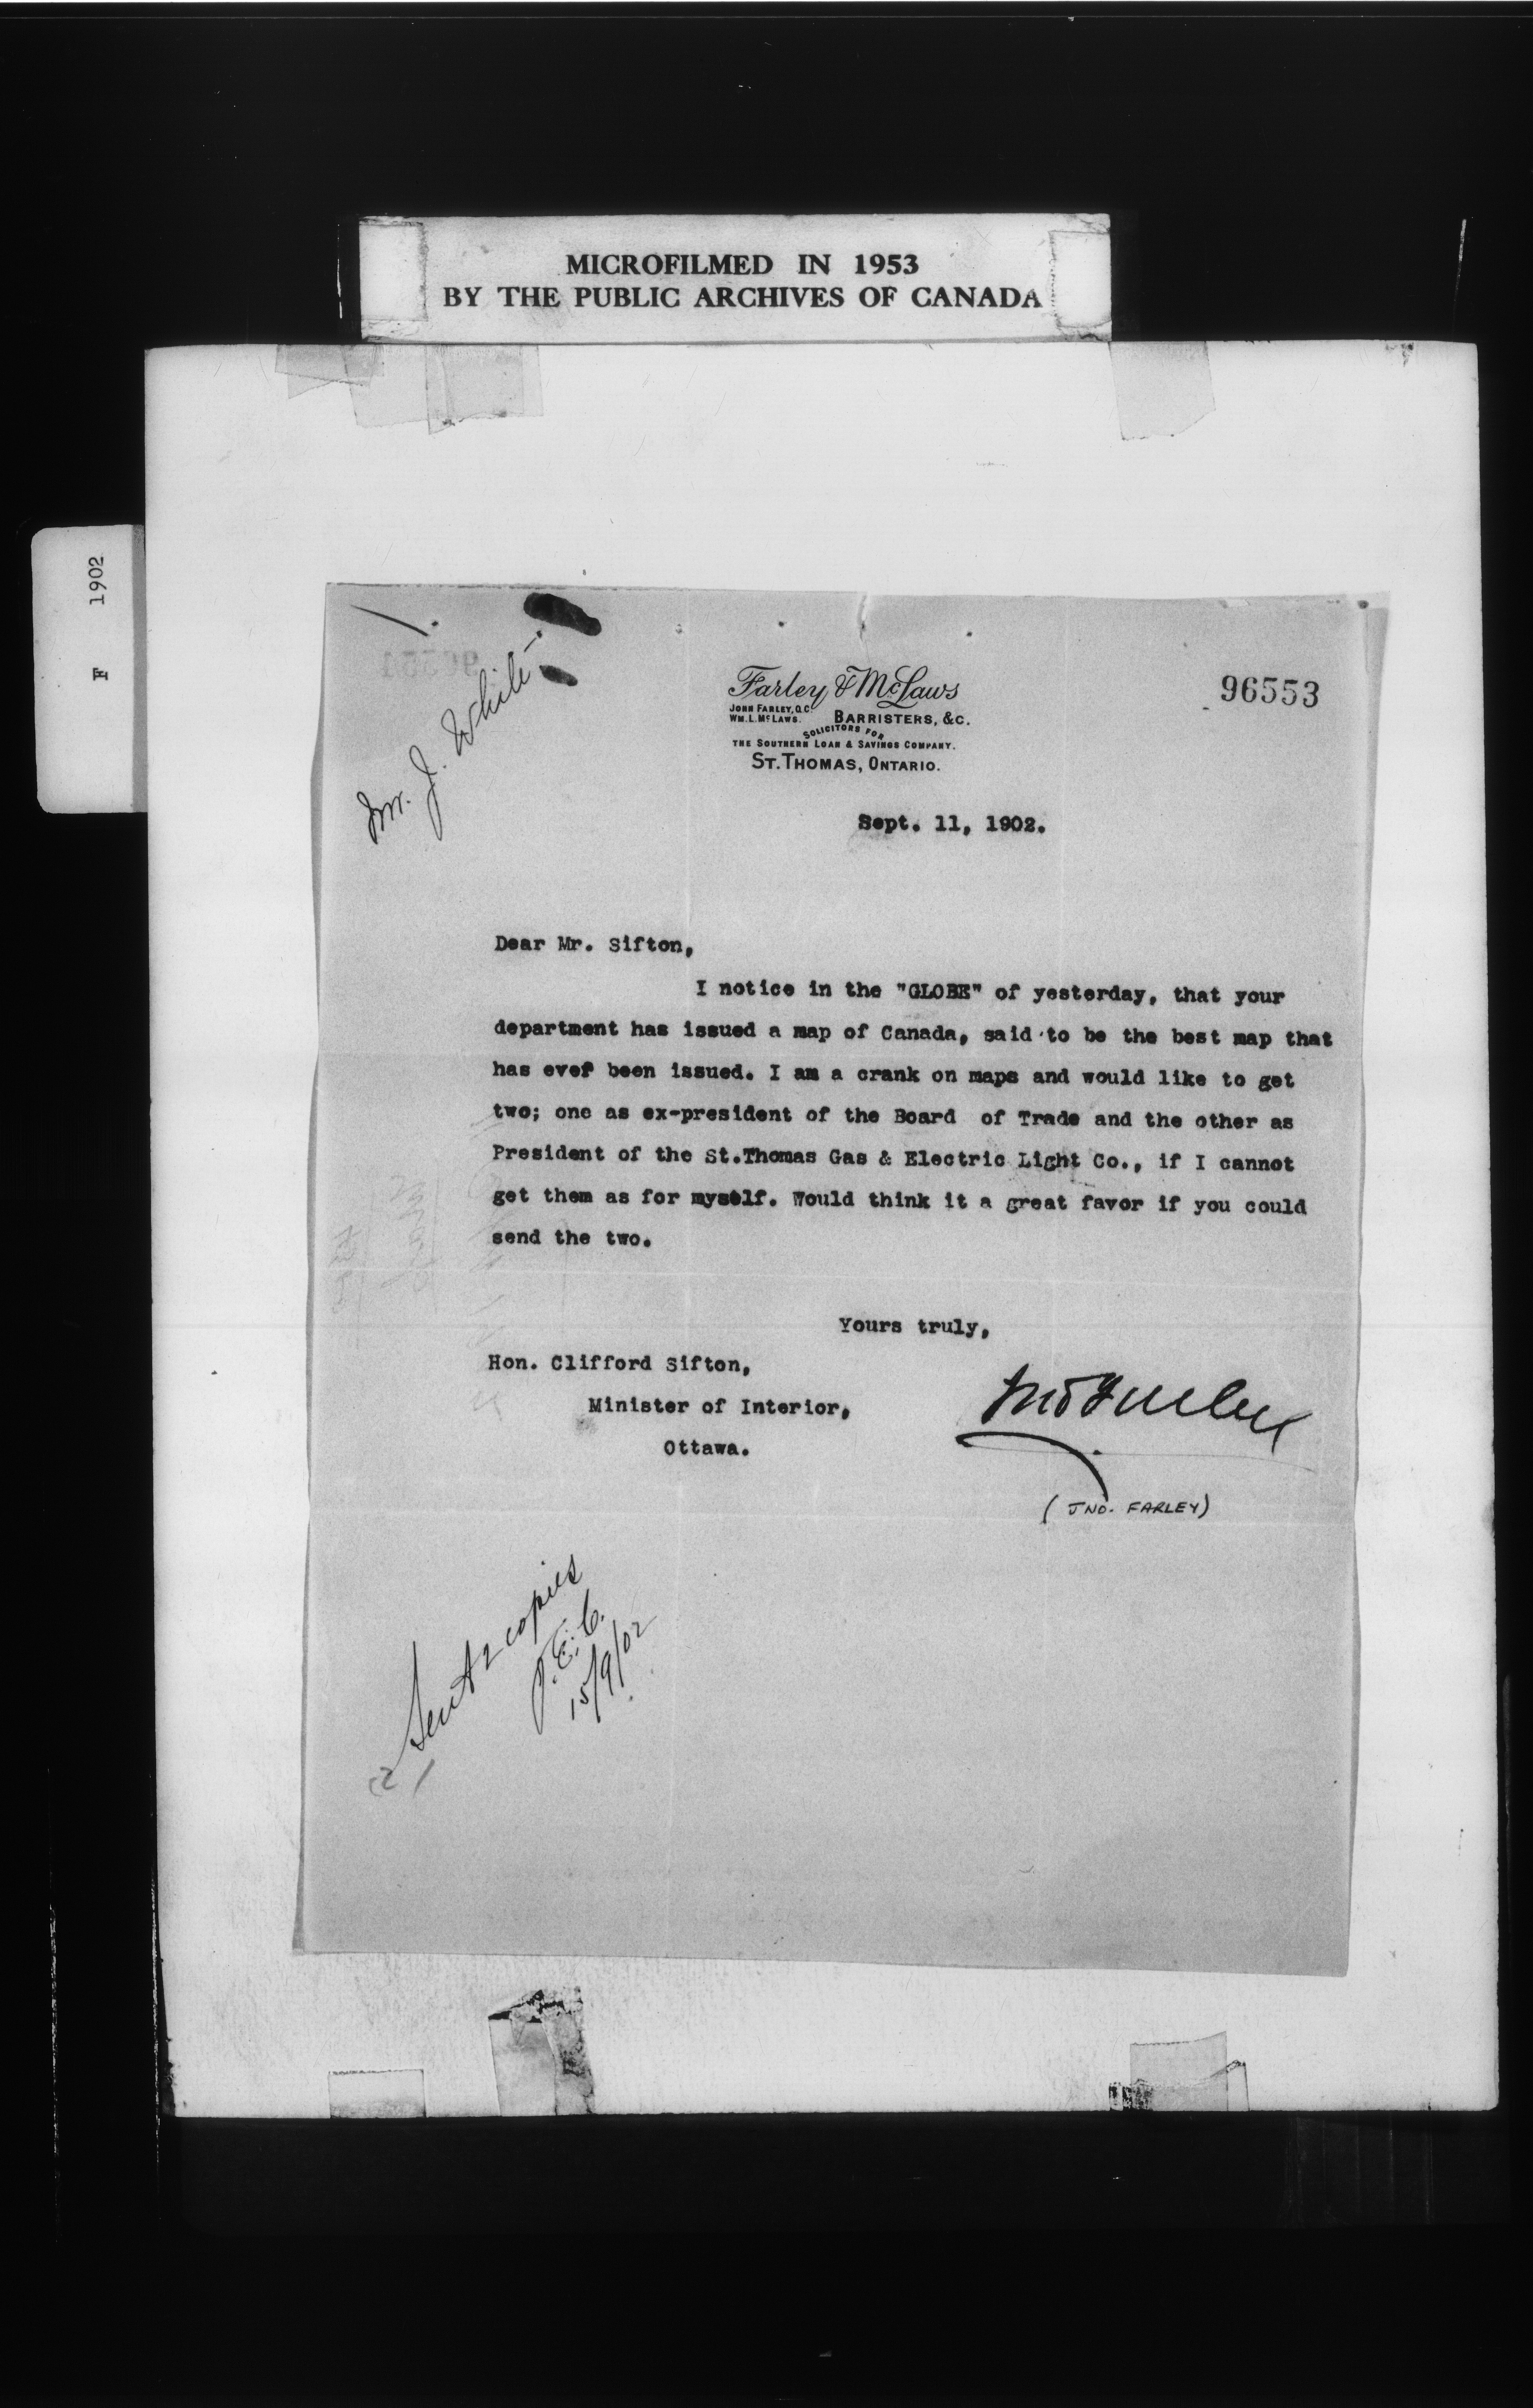 MICROFILMED IN 1953
BY THE PUBLIC ARCHIVES OF CANADA
F 1902
Mr. J. White -
96553
Farley & McLaws
JOHN FARLEY, Q.C.
WM. L. McLAWS.
BARRISTERS, &C.
SOLICITORS FOR
THE SOUTHERN LOAN & SAVINGS COMPANY.
ST. THOMAS, ONTARIO.
Sept. 11, 1902.
Dear Mr. Sifton,
I notice in the "GLOBE" of yesterday, that your
department has issued a map of Canada, said to be the best map that
has ever been issued. I am a crank on maps and would like to get
two; one as ex-president of the Board of Trade and the other as
President of the St.Thomas Gas & Electric Light Co., if I cannot
get them as for myself. Would think it a great favor if you could
send the two.
Yours truly,
Hon. Clifford Sifton,
Minister of Interior,
Ottawa.
Jno Farley
(JNO. FARLEY)
Sent 2 copies
J.E.C.
15/9/02